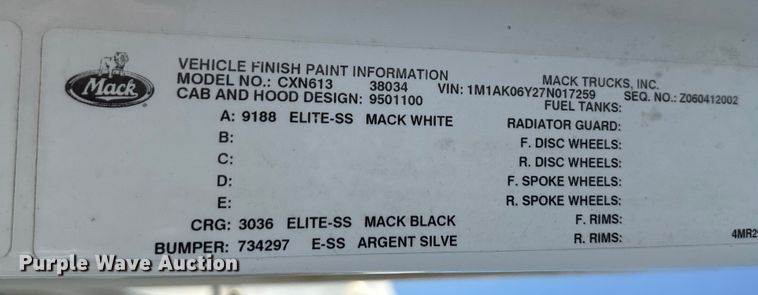 Mack
VEHICLE FINISH PAINT INFORMATION MACK TRUCKS, INC.
MODEL NO.: CXN613 38034 VIN: 1M1AK06Y27N017259 SEQ. NO.: Z060412002
CAB AND HOOD DESIGN: 9501100 FUEL TANKS:
A: 9188 ELITE-SS MACK WHITE RADIATOR GUARD:
B: F. DISC WHEELS:
C: R. DISC WHEELS:
D: F. SPOKE WHEELS:
E: R. SPOKE WHEELS:
CRG: 3036 ELITE-SS MACK BLACK F. RIMS:
BUMPER: 734297 E-SS ARGENT SILVE R. RIMS:
4MR29
Purple Wave Auction